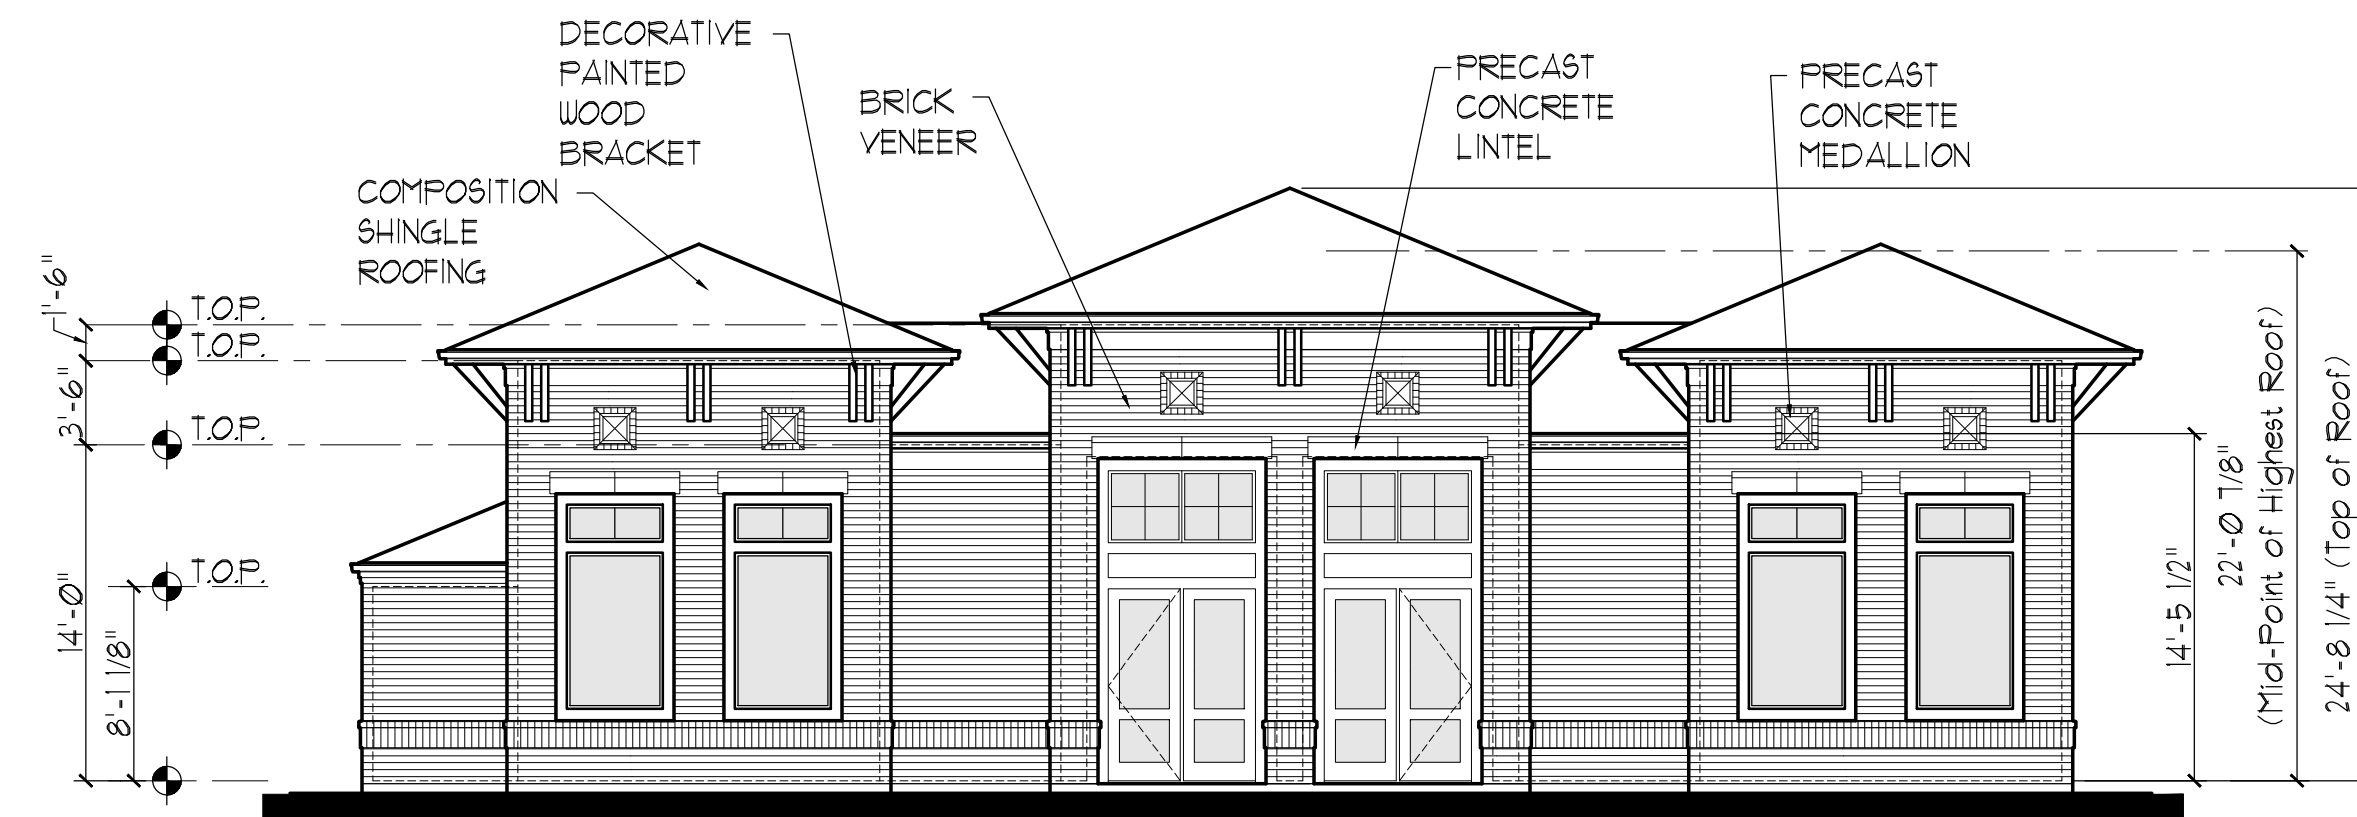 DECORATIVE
PAINTED
WOOD
BRACKET
BRICK
VENEER
PRECAST
CONCRETE
LINTEL
PRECAST
CONCRETE
MEDALLION
COMPOSITION
SHINGLE
ROOFING
1'-6"
T.O.P.
T.O.P.
3'-6"
T.O.P.
T.O.P.
14'-0"
8'-1 1/8"
14'-5 1/2"
22'-0 7/8"
(Mid-Point of Highest Roof)
24'-8 1/4" (Top of Roof)